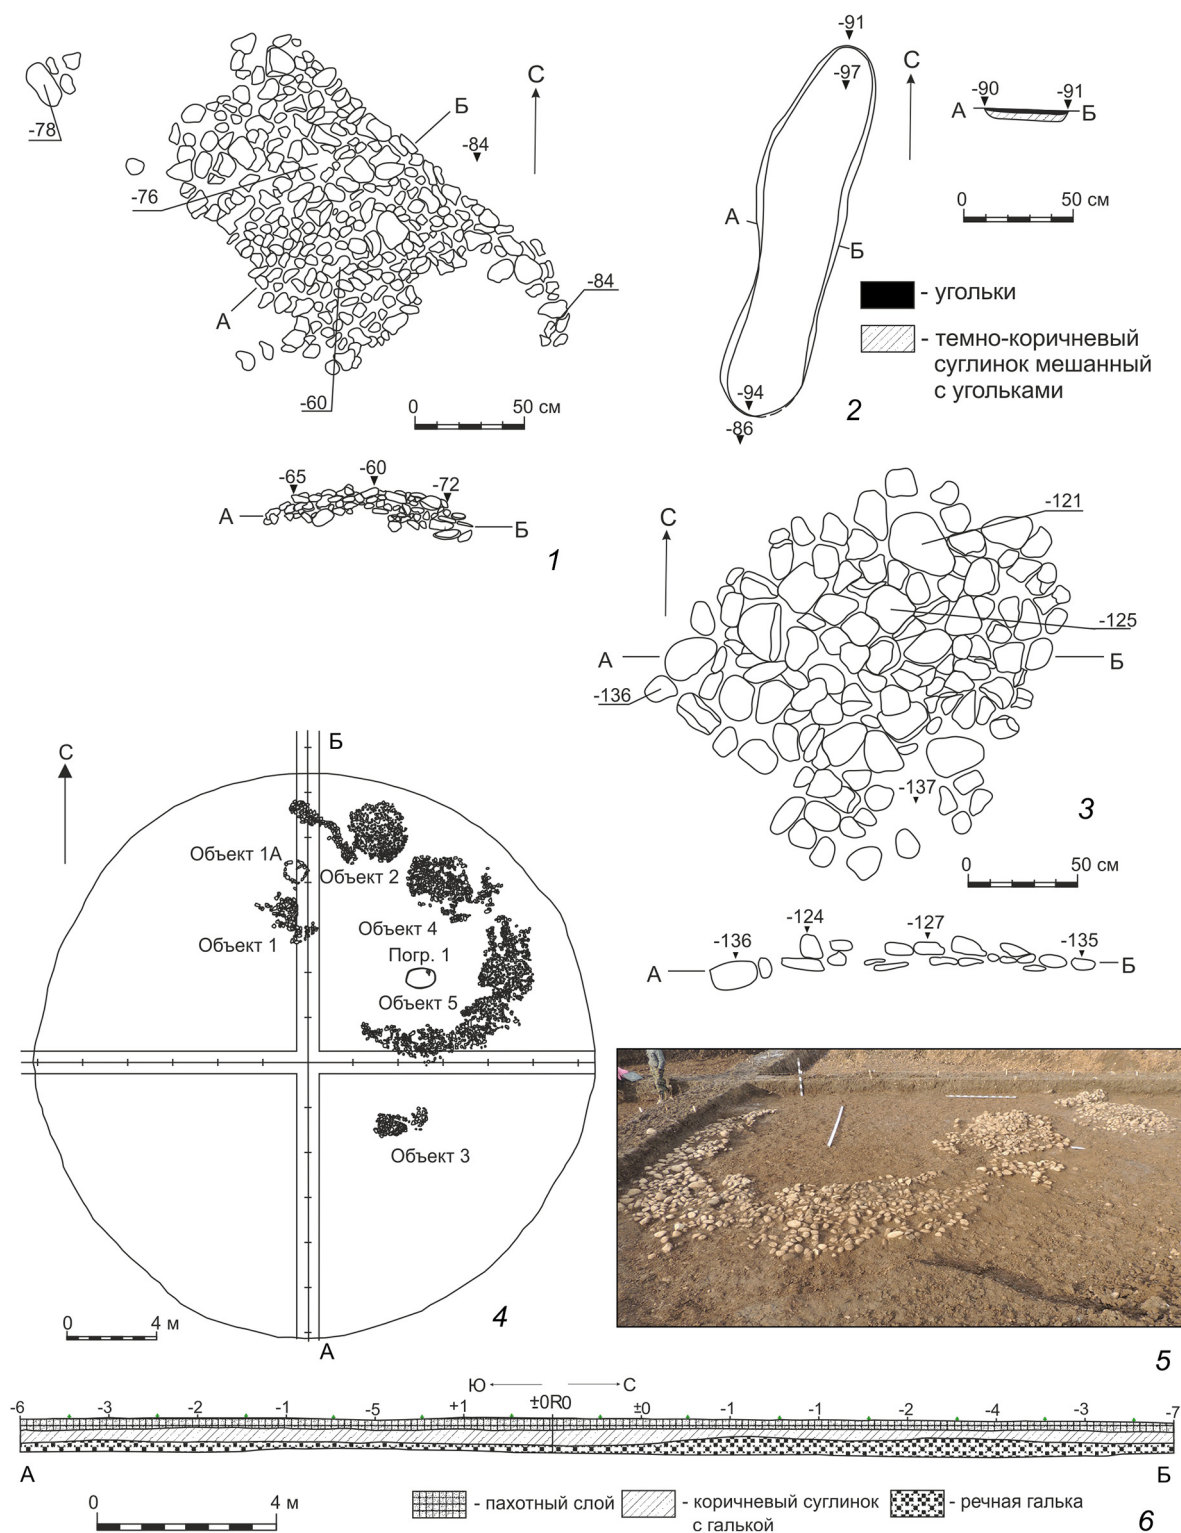 -78
-76
-60
Б
-84
С
-84
А
0 50 см
-65 -60 -72
А Б
1
-91
-97
С
А
Б
-94
-86
-90 -91
А Б
0 50 см
- угольки
- темно-коричневый
суглинок мешанный
с угольками
2
С
-121
-125
А Б
-136
-137
3
0 50 см
-124
-136 -127 -135
А Б
С
Б
Объект 1А
Объект 2
Объект 1
Объект 4
Погр. 1
Объект 5
Объект 3
0 4 м
4
А
5
Ю С
-6 -3 -2 -5 +1 ±0R0 ±0 -1 -1 -2 -4 -3 -7
А Б
0 4 м
- пахотный слой
- коричневый суглинок
с галькой
- речная галька
6